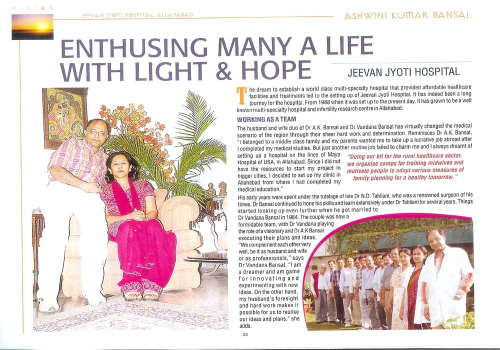 vision
JEEVAN JYOTI HOSPITAL, ALLAHABAD
ASHWINI KUMAR BANSAL
ENTHUSING MANY A LIFE
WITH LIGHT & HOPE
JEEVAN JYOTI HOSPITAL
The dream to establish a world class multi-specialty hospital that provided affordable healthcare
facilities and treatments led to the setting up of Jeevan Jyoti Hospital. It has indeed been a long
journey for the hospital. From 1988 when it was set up to the present day, it has grown to be a well
known multi-specialty hospital and infertility research centre in Allahabad.
WORKING AS A TEAM
The husband and wife duo of Dr A.K. Bansal and Dr Vandana Bansal has virtually changed the medical
scenario of the region through their sheer hard work and determination. Reminisces Dr A.K. Bansal,
"I belonged to a middle class family and my parents wanted me to take up a lucrative job abroad after
I completed my medical studies. But just another routine job failed to charm me and I always dreamt of
setting up a hospital on the lines of Mayo
Hospital of USA, in Allahabad. Since I did not
have the resources to start my project in
bigger cities, I decided to set up my clinic in
Allahabad from where I had completed my
medical education."
"Going out for the rural healthcare sector,
we organise camps for training midwives and
motivate people to adopt various measures of
family planning for a healthy tomorrow."
His early years were spent under the tutelage of late Dr N.D. Tahliani, who was a renowned surgeon of his
times. Dr Bansal continued to hone his skills and learn extensively under Dr Tahliani for several years. Things
started looking up even further when he got married to
Dr Vandana Bansal in 1984. The couple was now a
formidable team, with Dr Vandana playing
the role of a visionary and Dr A.K Bansal
executing their plans and ideas.
"We complement each other very
well, be it as husband and wife
or as professionals," says
Dr Vandana Bansal. "I am
a dreamer and am game
for innovating and
experimenting with new
ideas. On the other hand,
my husband's foresight
and hard work makes it
possible for us to realise
our ideas and plans," she
adds.
23